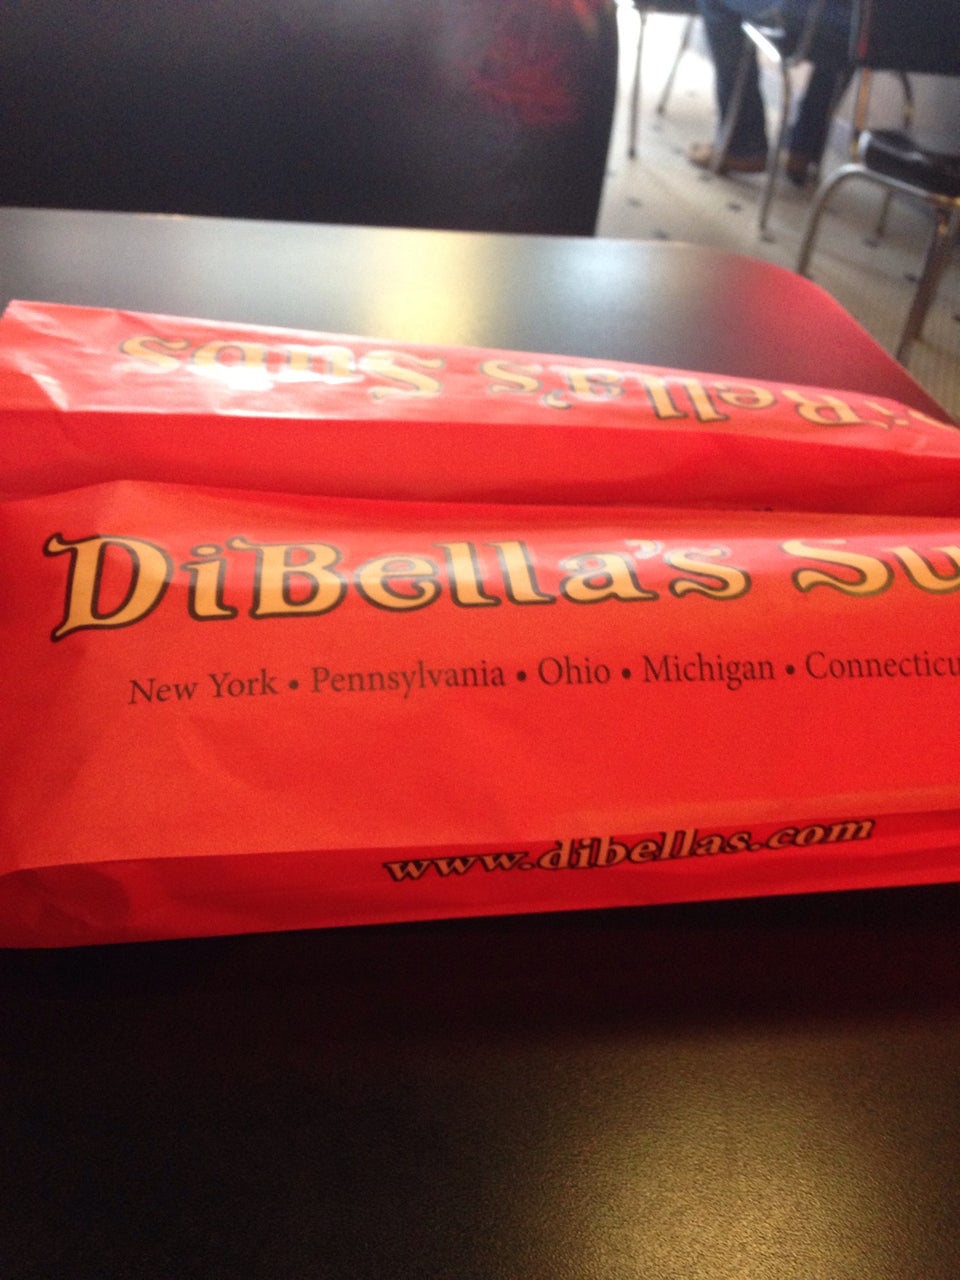 DiBella's Subs
DiBella's Su
New York • Pennsylvania • Ohio • Michigan • Connecticu
www.dibellas.com